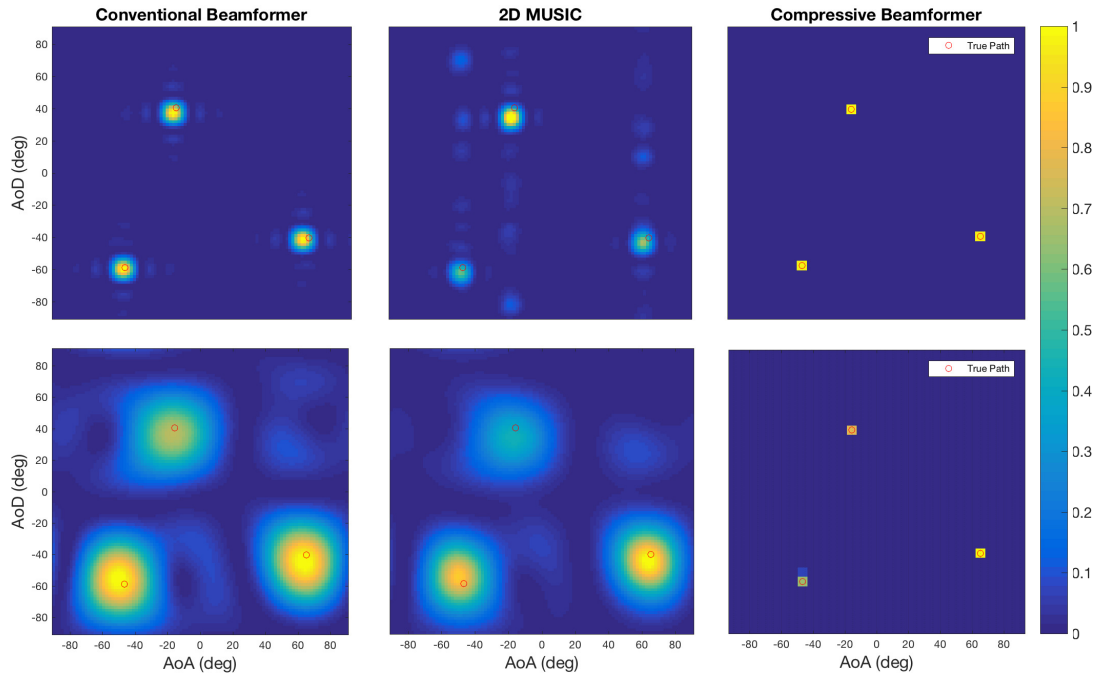 Conventional Beamformer
2D MUSIC
Compressive Beamformer
AoD (deg)
80
60
40
20
0
-20
-40
-60
-80
True Path
1
0.9
0.8
0.7
0.6
0.5
0.4
0.3
0.2
0.1
0
AoD (deg)
80
60
40
20
0
-20
-40
-60
-80
True Path
-80 -60 -40 -20 0 20 40 60 80
-80 -60 -40 -20 0 20 40 60 80
-80 -60 -40 -20 0 20 40 60 80
AoA (deg)
AoA (deg)
AoA (deg)